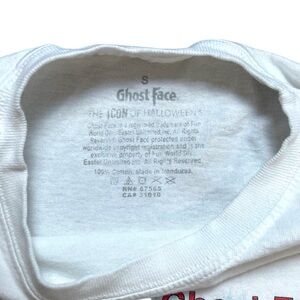 S
Ghost Face.
THE ICON OF HALLOWEEN®
Ghost Face is a registered trademark of Fun
World Div., Easter Unlimited Inc. All Rights
Reserved. Ghost Face protected under
worldwide copyright registration and is the
exclusive property of Fun World Div.,
Easter Unlimited Inc. All Rights
Reserved.
100% Cotton, made in Honduras
RN# 67565
CA# 31610